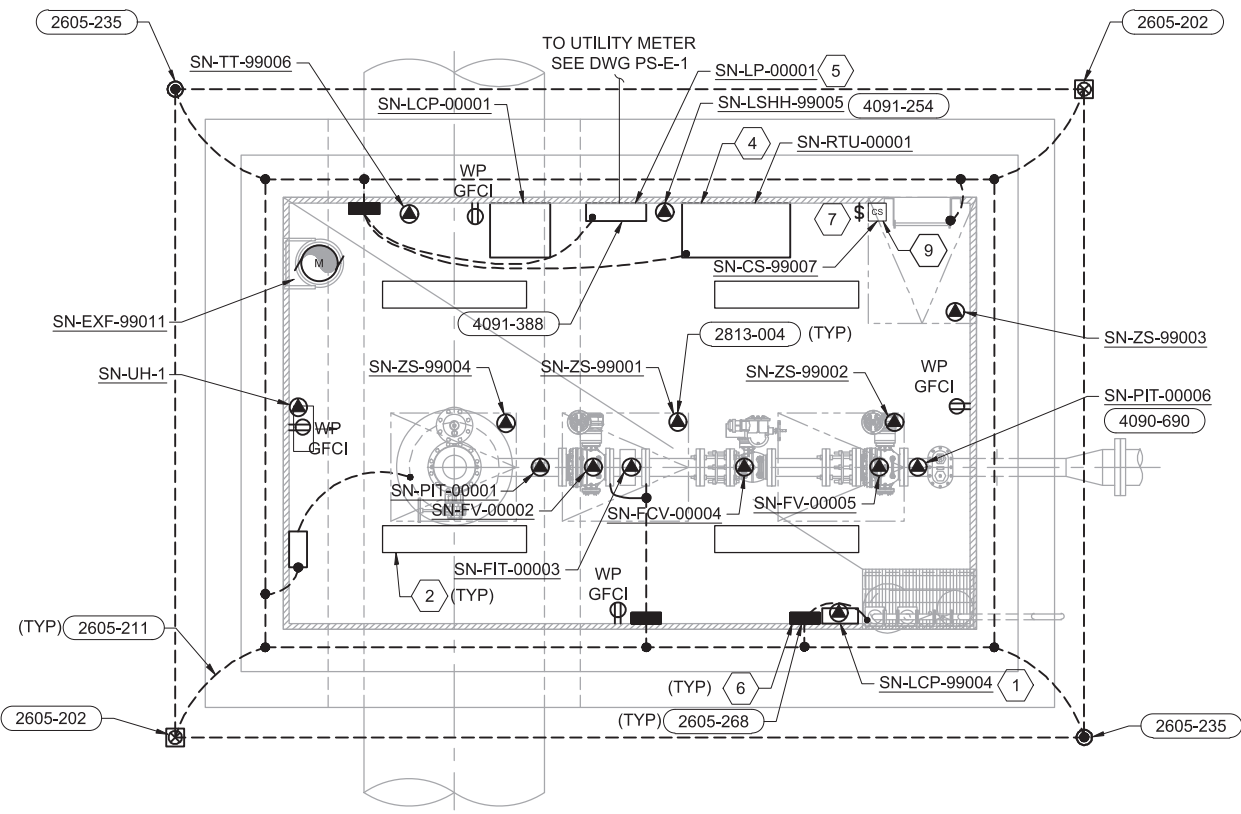 2605-235
2605-202
SN-TT-99006
TO UTILITY METER
SEE DWG PS-E-1
SN-LP-00001
5
SN-LCP-00001
SN-LSHH-99005
4091-254
4
SN-RTU-00001
WP
GFCI
7
$
CS
9
SN-CS-99007
M
SN-EXF-99011
4091-388
2813-004
(TYP)
SN-ZS-99003
SN-UH-1
SN-ZS-99004
SN-ZS-99001
SN-ZS-99002
WP
GFCI
SN-PIT-00006
4090-690
WP
GFCI
SN-PIT-00001
SN-FV-00002
SN-FCV-00004
SN-FV-00005
SN-FIT-00003
2
(TYP)
WP
GFCI
(TYP)
2605-211
(TYP)
6
SN-LCP-99004
1
2605-202
(TYP)
2605-268
2605-235